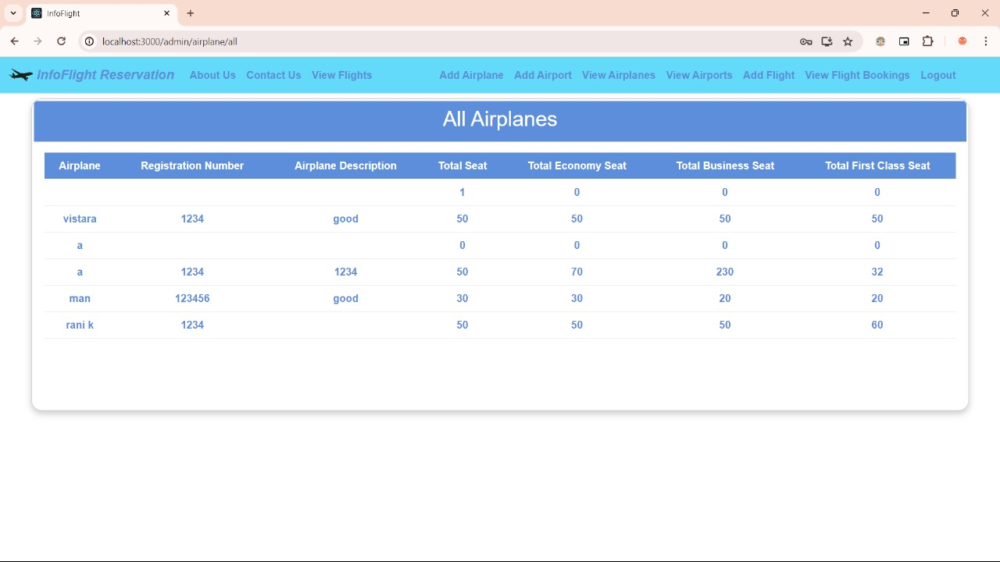 InfoFlight
localhost:3000/admin/airplane/all
InfoFlight Reservation About Us Contact Us View Flights Add Airplane Add Airport View Airplanes View Airports Add Flight View Flight Bookings Logout
All Airplanes
Airplane Registration Number Airplane Description Total Seat Total Economy Seat Total Business Seat Total First Class Seat
1 0 0 0
vistara 1234 good 50 50 50 50
a 0 0 0 0
a 1234 1234 50 70 230 32
man 123456 good 30 30 20 20
rani k 1234 50 50 50 60